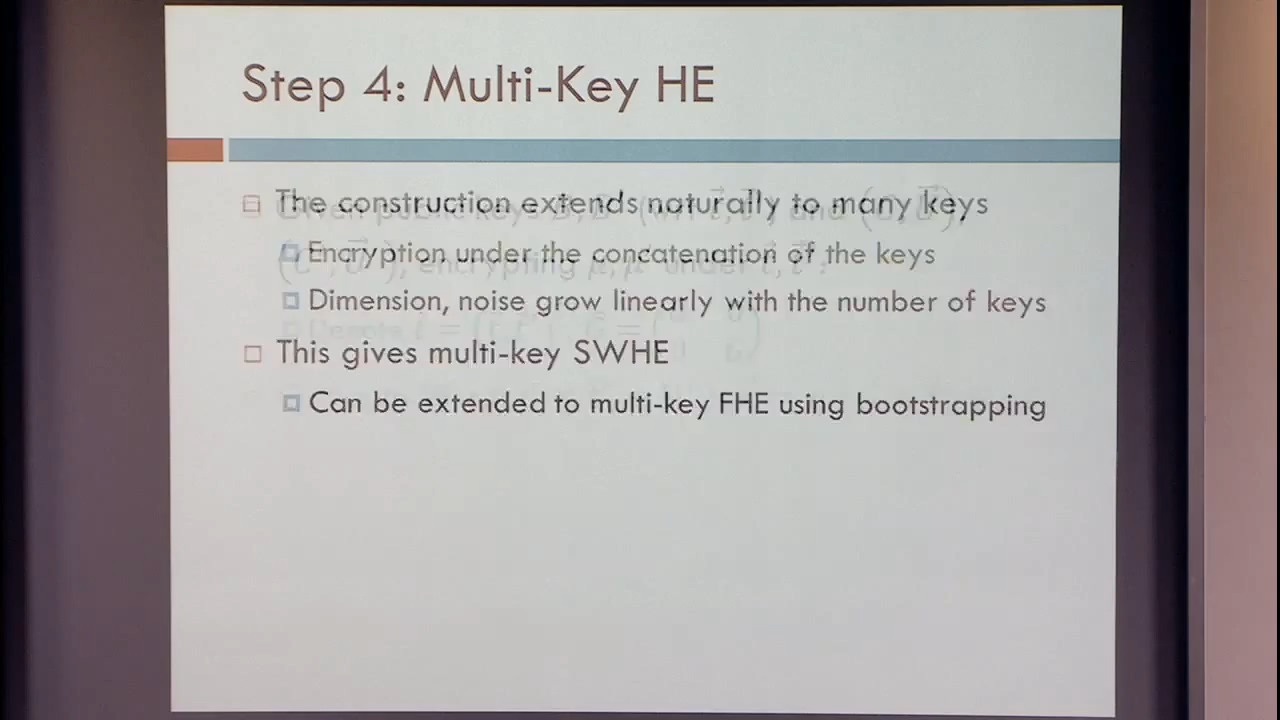 Step 4: Multi-Key HE
The construction extends naturally to many keys
Encryption under the concatenation of the keys
Dimension, noise grow linearly with the number of keys
This gives multi-key SWHE
Can be extended to multi-key FHE using bootstrapping